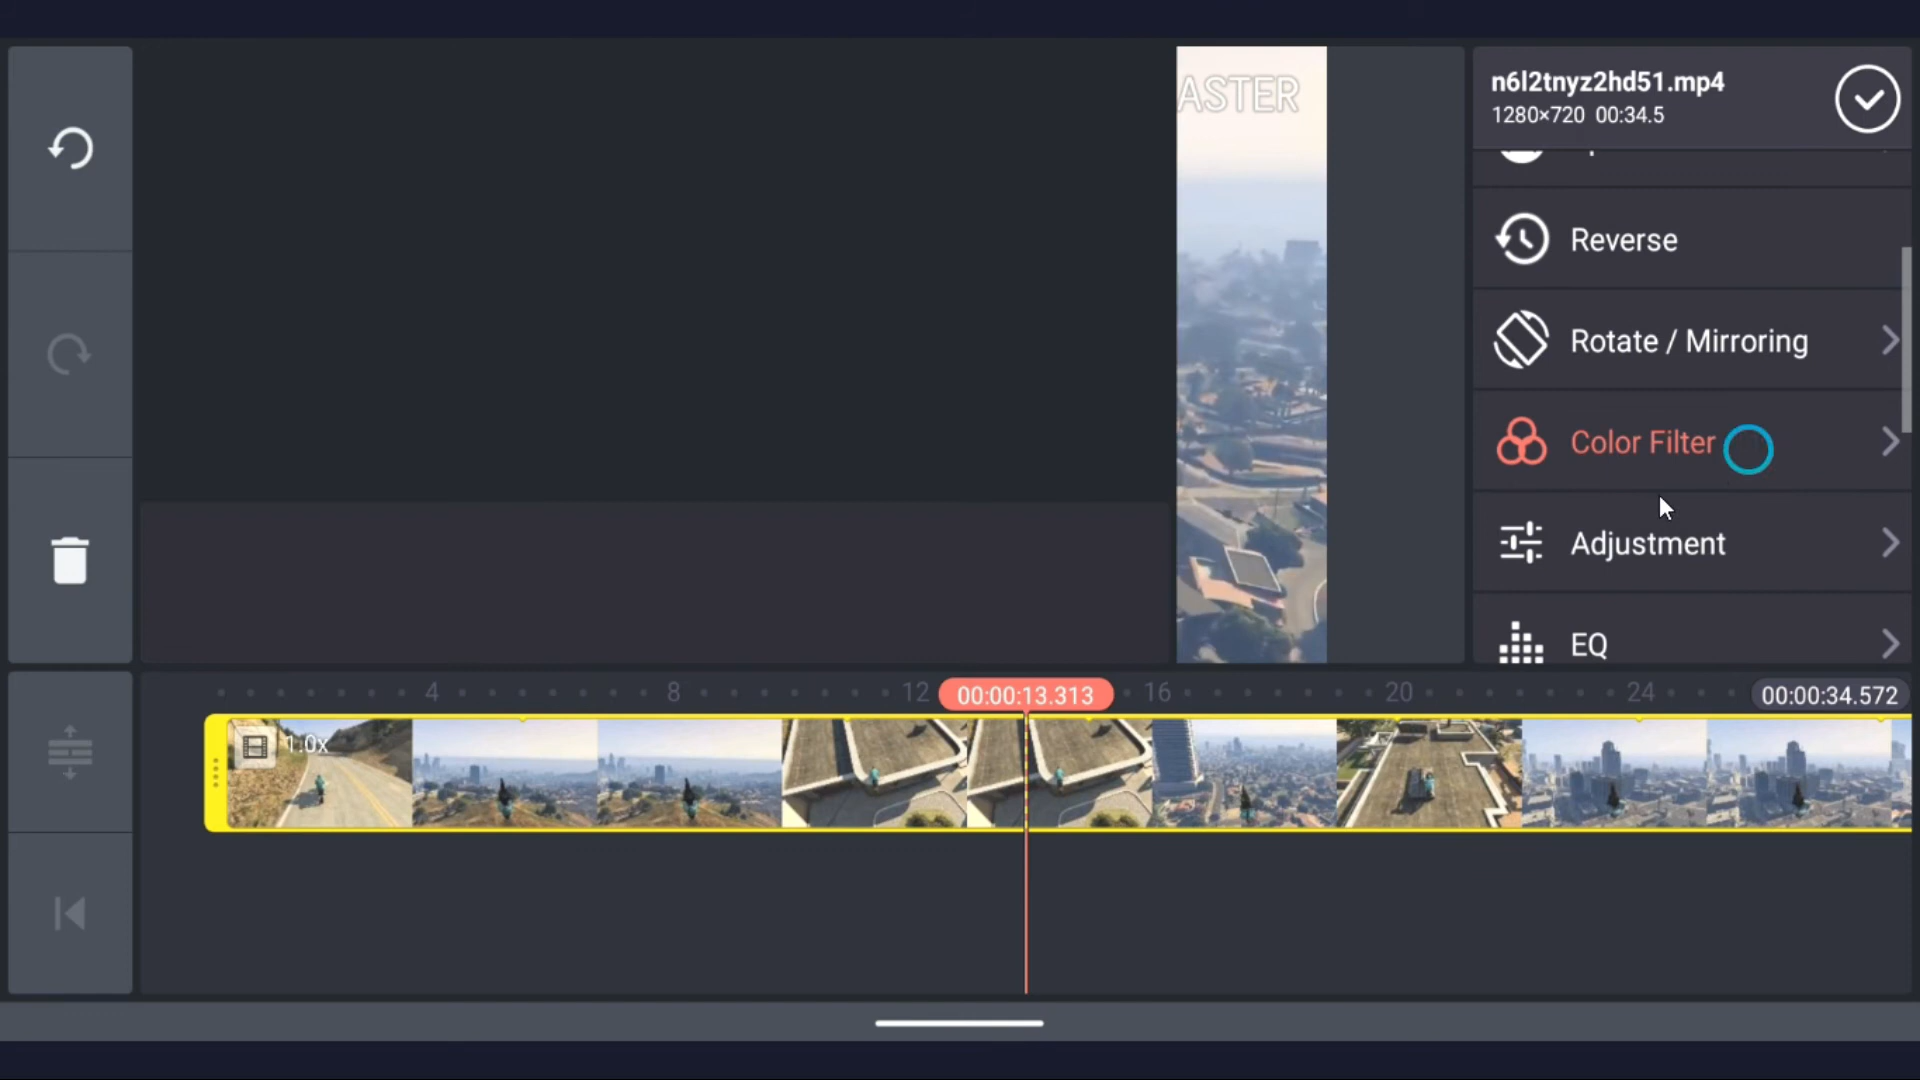 ASTER
n6l2tnyz2hd51.mp4
1280×720 00:34.5
Reverse
Rotate / Mirroring
Color Filter
Adjustment
EQ
4 8 12 00:00:13.313 16 20 24 00:00:34.572
1.0x